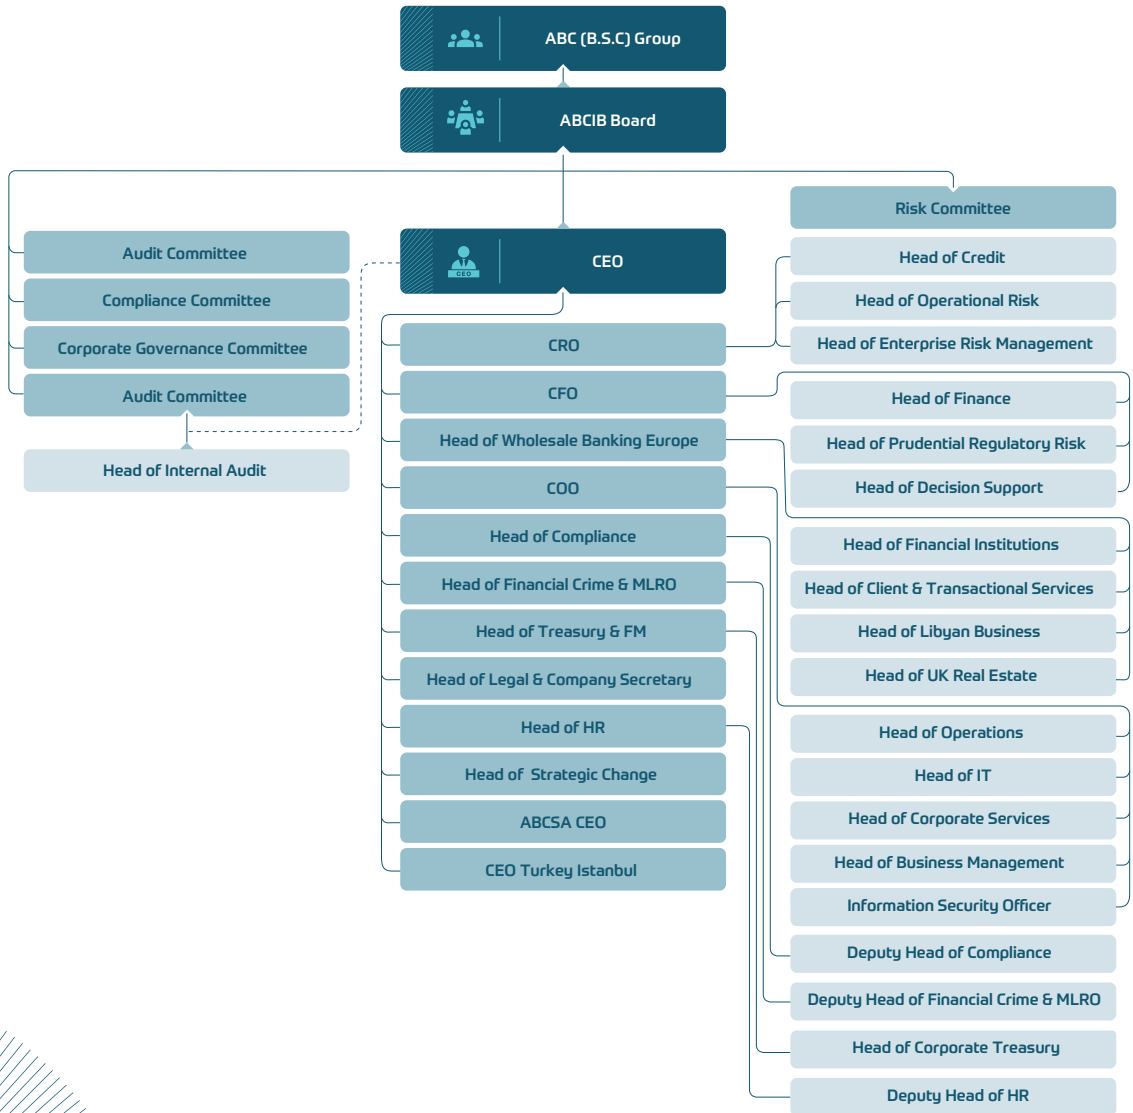 ABC (B.S.C) Group
ABCIB Board
CEO
CEO
Audit Committee
Compliance Committee
Corporate Governance Committee
Audit Committee
Head of Internal Audit
CRO
CFO
Head of Wholesale Banking Europe
COO
Head of Compliance
Head of Financial Crime & MLRO
Head of Treasury & FM
Head of Legal & Company Secretary
Head of HR
Head of Strategic Change
ABCSA CEO
CEO Turkey Istanbul
Risk Committee
Head of Credit
Head of Operational Risk
Head of Enterprise Risk Management
Head of Finance
Head of Prudential Regulatory Risk
Head of Decision Support
Head of Financial Institutions
Head of Client & Transactional Services
Head of Libyan Business
Head of UK Real Estate
Head of Operations
Head of IT
Head of Corporate Services
Head of Business Management
Information Security Officer
Deputy Head of Compliance
Deputy Head of Financial Crime & MLRO
Head of Corporate Treasury
Deputy Head of HR